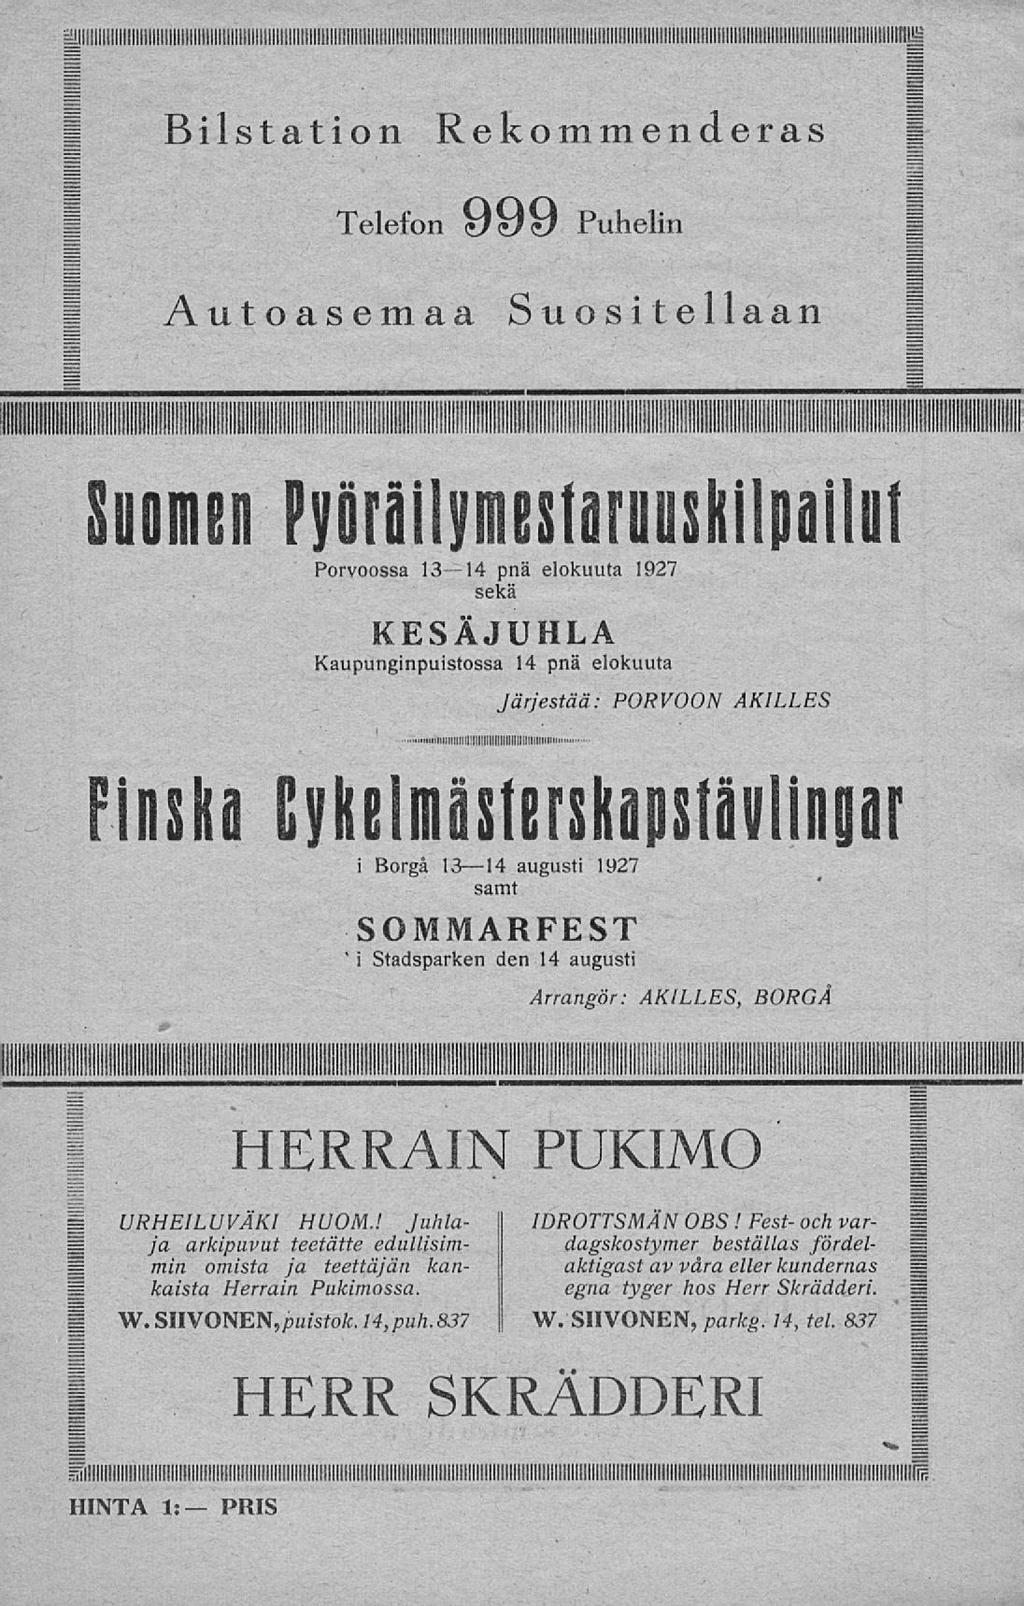 Bilstation Rekommenderas
Telefon 999 Puhelin
Autoasemaa Suositellaan
Suomen Pyöräilymestaruuskilpailut
Porvoossa 13—14 pnä elokuuta 1927
sekä
KESÄJUHLA
Kaupunginpuistossa 14 pnä elokuuta
Järjestää: PORVOON AKILLES
Finska Cykelmästerskapstävlingar
i Borgå 13—14 augusti 1927
samt
SOMMARFEST
i Stadsparken den 14 augusti
Arrangör: AKILLES, BORGÅ
HERRAIN PUKIMO
URHEILUVÄKI HUOM.! Juhla-
ja arkipuvut teetätte edullisim-
min omista ja teettäjän kan-
kaista Herrain Pukimossa.
W. SIIVONEN, puistok. 14, puh. 837
IDROTTSMÄN OBS! Fest- och var-
dagskostymer beställas fördel-
aktigast av våra eller kundernas
egna tyger hos Herr Skrädderi.
W. SIIVONEN, parkg. 14, tel. 837
HERR SKRÄDDERI
HINTA 1:— PRIS